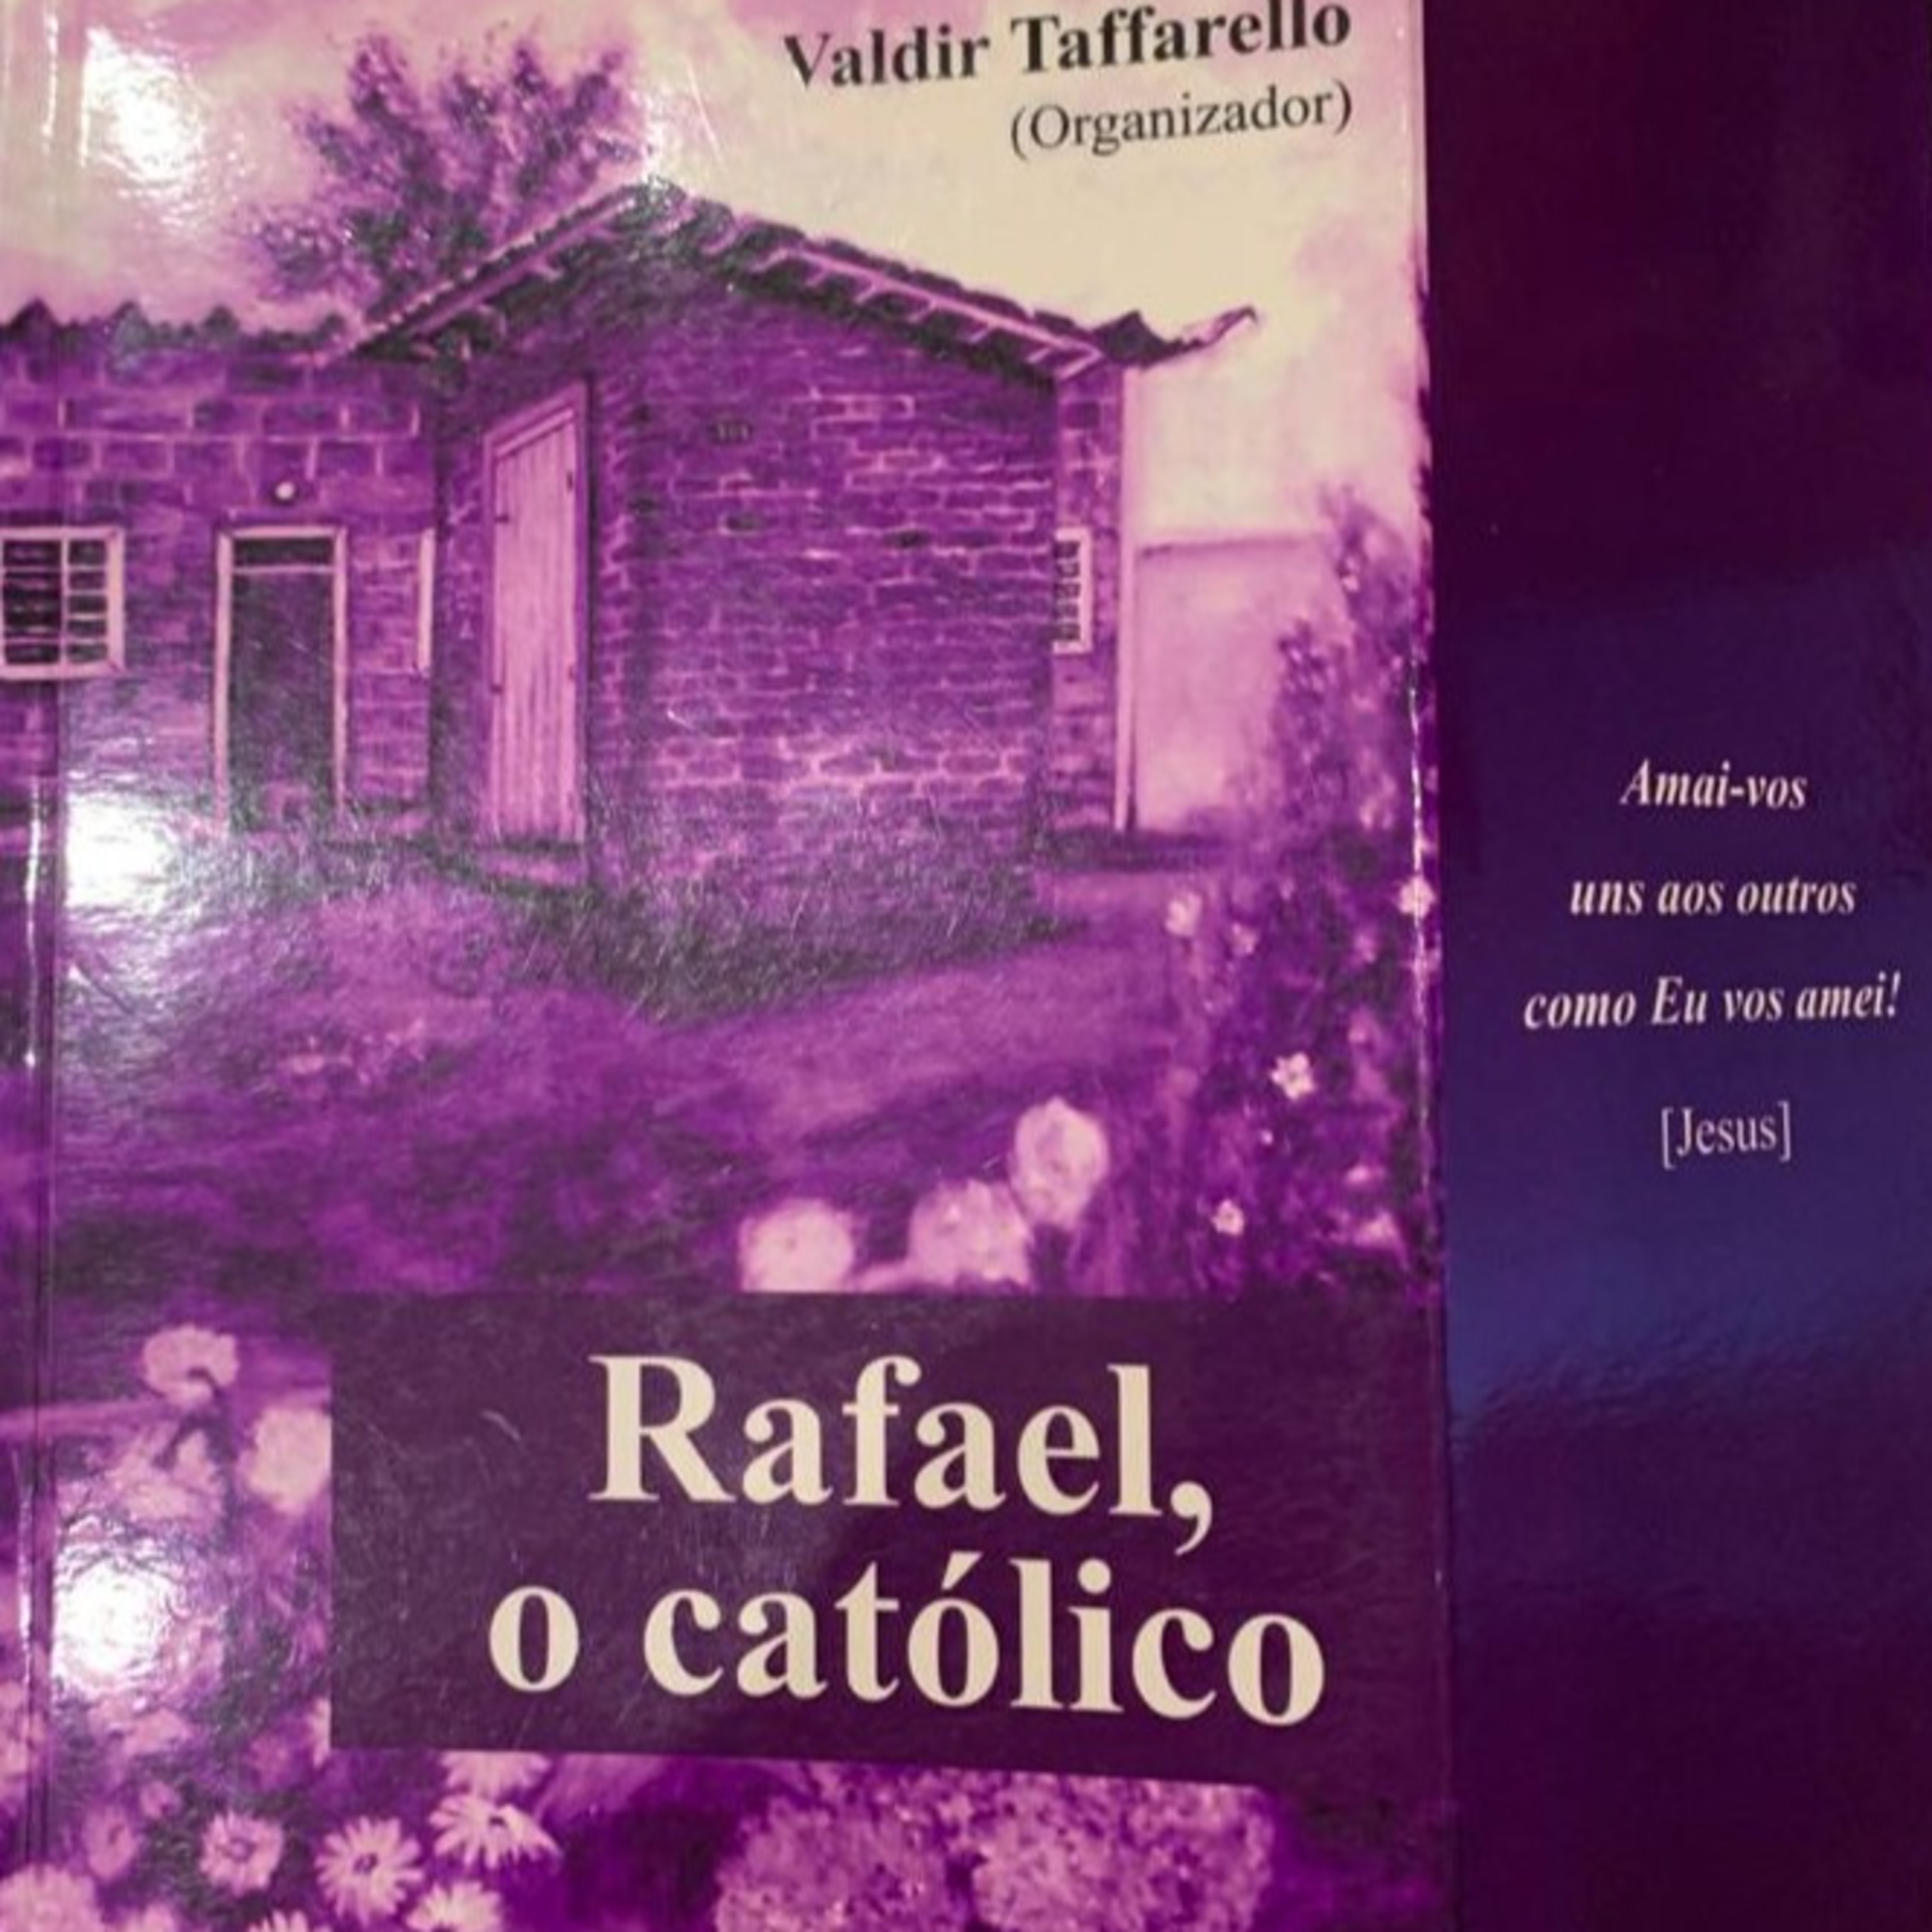 Valdir Taffarello
(Organizador)
Rafael,
o católico
Amai-vos
uns aos outros
como Eu vos amei!
[Jesus]